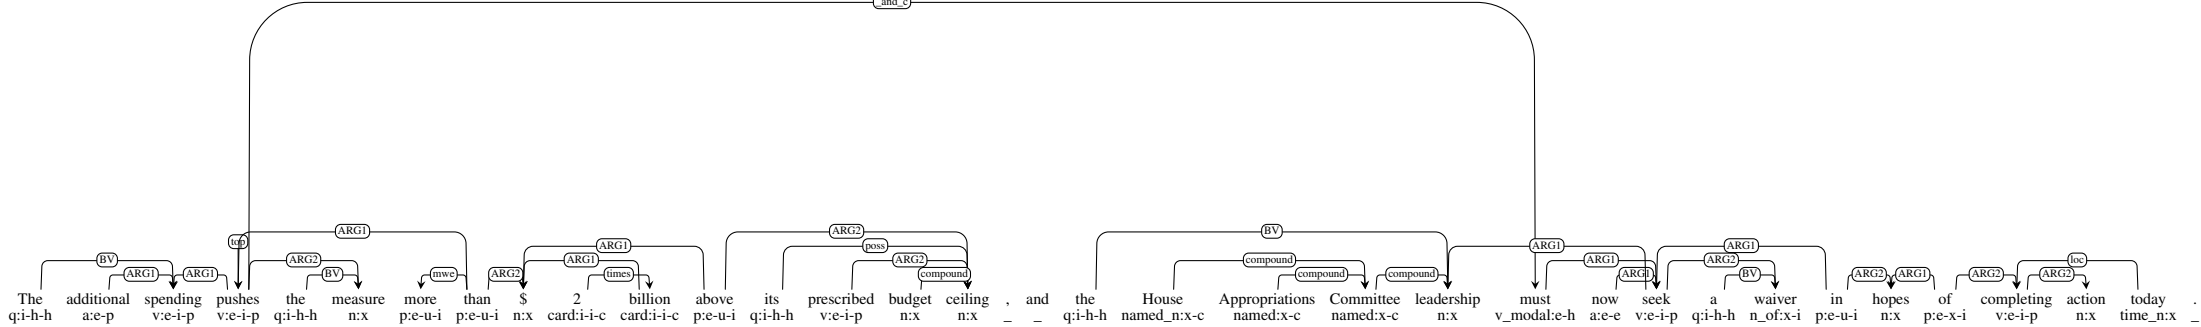 _and_c
ARG1 ARG2 BV
top ARG1 poss ARG1 ARG1
BV ARG2 ARG1 ARG2 compound ARG1 ARG2 loc
ARG1 ARG1 BV mwe ARG2 times compound compound compound ARG1 BV ARG2 ARG1 ARG2 ARG2
The additional spending pushes the measure more than $ 2 billion above its prescribed budget ceiling , and the House Appropriations Committee leadership must now seek a waiver in hopes of completing action today .
q:i-h-h a:e-p v:e-i-p v:e-i-p q:i-h-h n:x p:e-u-i p:e-u-i n:x card:i-i-c card:i-i-c p:e-u-i q:i-h-h v:e-i-p n:x n:x _ _ q:i-h-h named_n:x-c named:x-c named:x-c n:x v_modal:e-h a:e-e v:e-i-p q:i-h-h n_of:x-i p:e-u-i n:x p:e-x-i v:e-i-p n:x time_n:x _